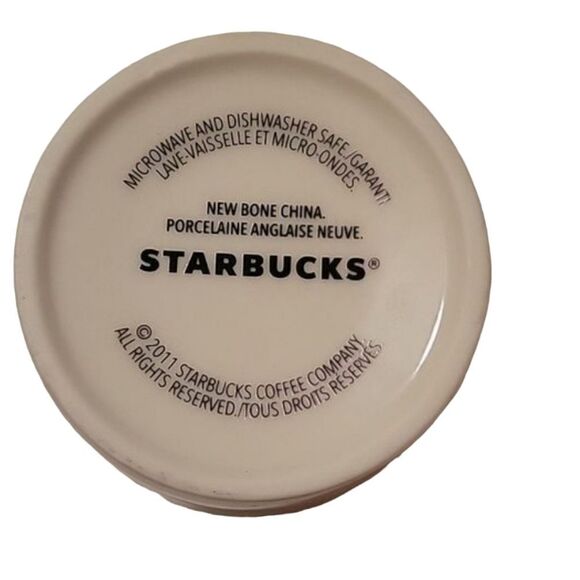 MICROWAVE AND DISHWASHER SAFE./GARANTI
LAVE-VAISSELLE ET MICRO-ONDES.
NEW BONE CHINA.
PORCELAINE ANGLAISE NEUVE.
STARBUCKS®
© 2011 STARBUCKS COFFEE COMPANY.
ALL RIGHTS RESERVED./TOUS DROITS RÉSERVÉS